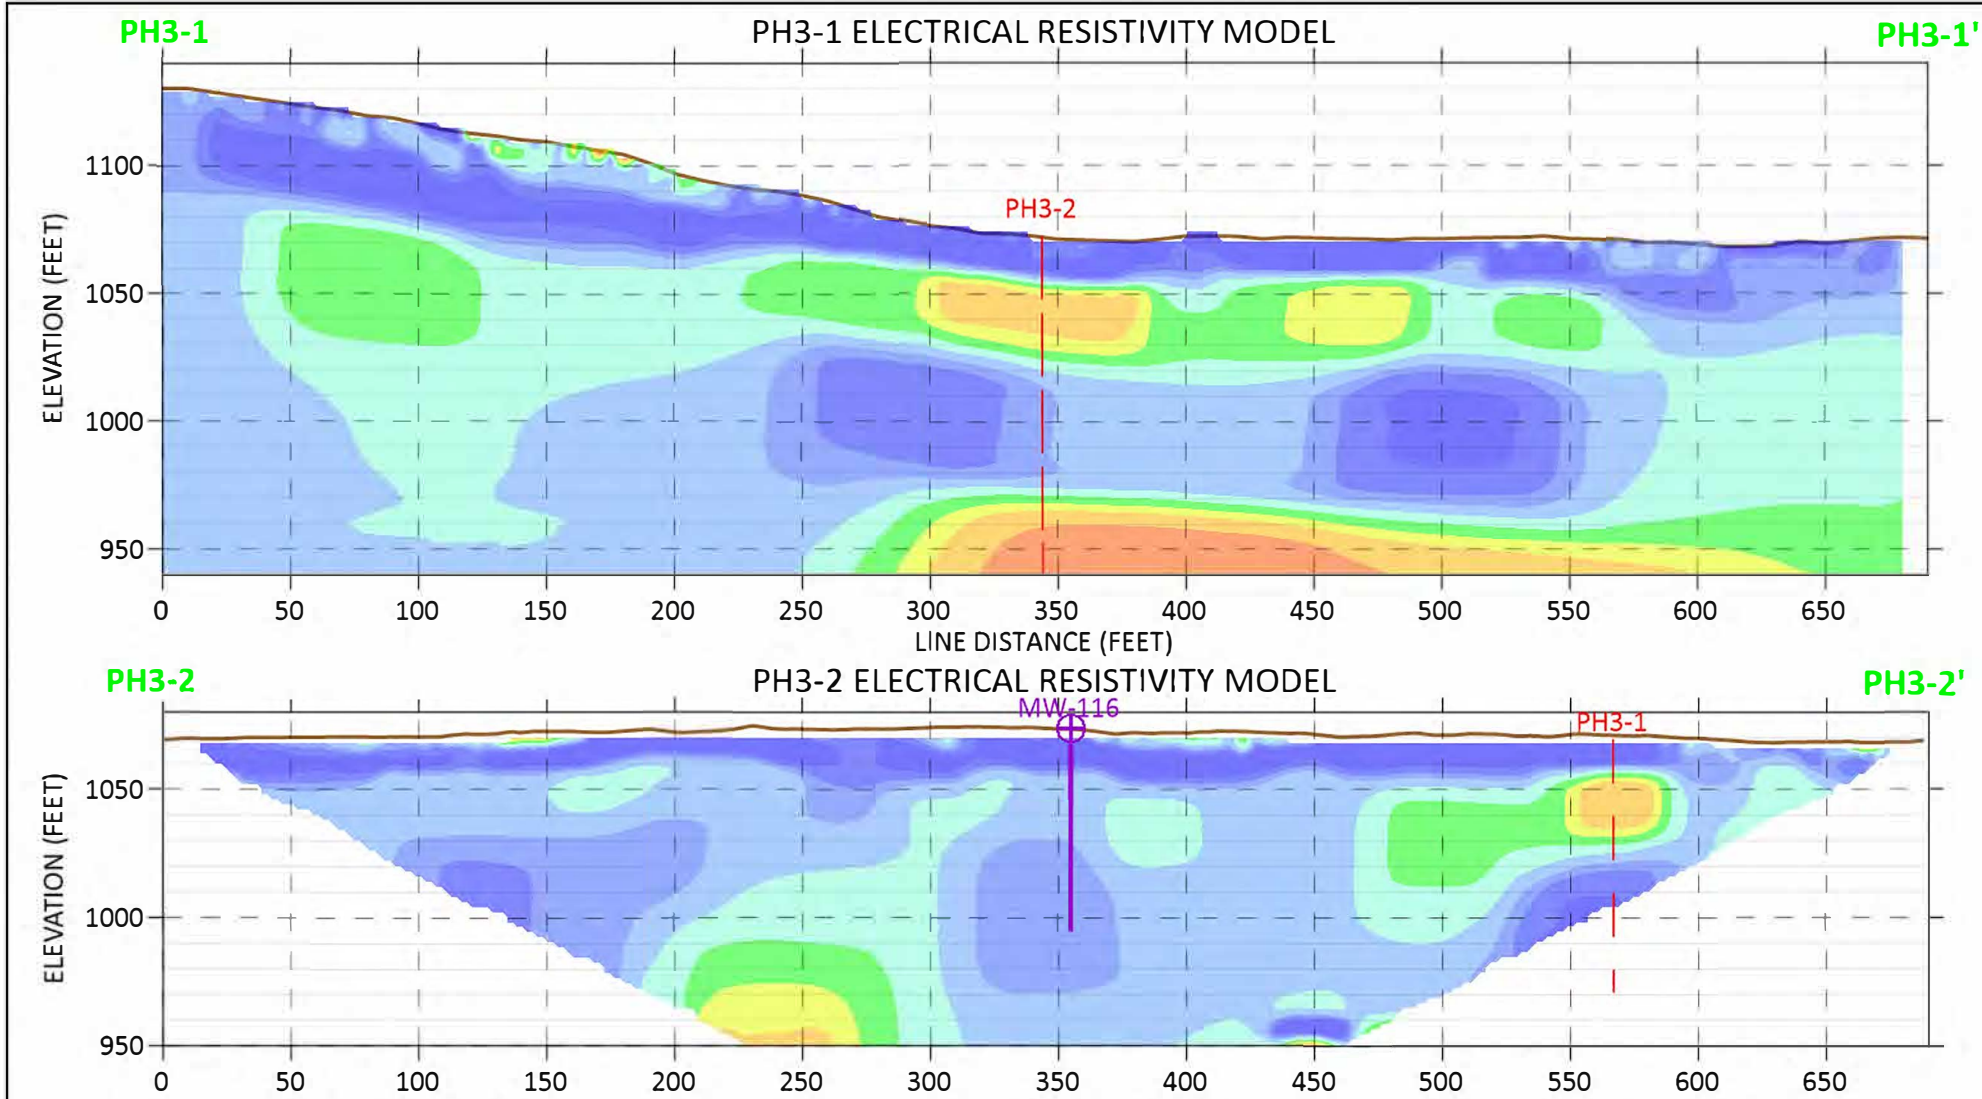 PH3-1 PH3-1 ELECTRICAL RESISTIVITY MODEL PH3-1'
PH3-2
1100
1050
1000
950
ELEVATION (FEET)
0 50 100 150 200 250 300 350 400 450 500 550 600 650
LINE DISTANCE (FEET)
PH3-2 PH3-2 ELECTRICAL RESISTIVITY MODEL PH3-2'
MW-116
PH3-1
1050
1000
950
ELEVATION (FEET)
0 50 100 150 200 250 300 350 400 450 500 550 600 650